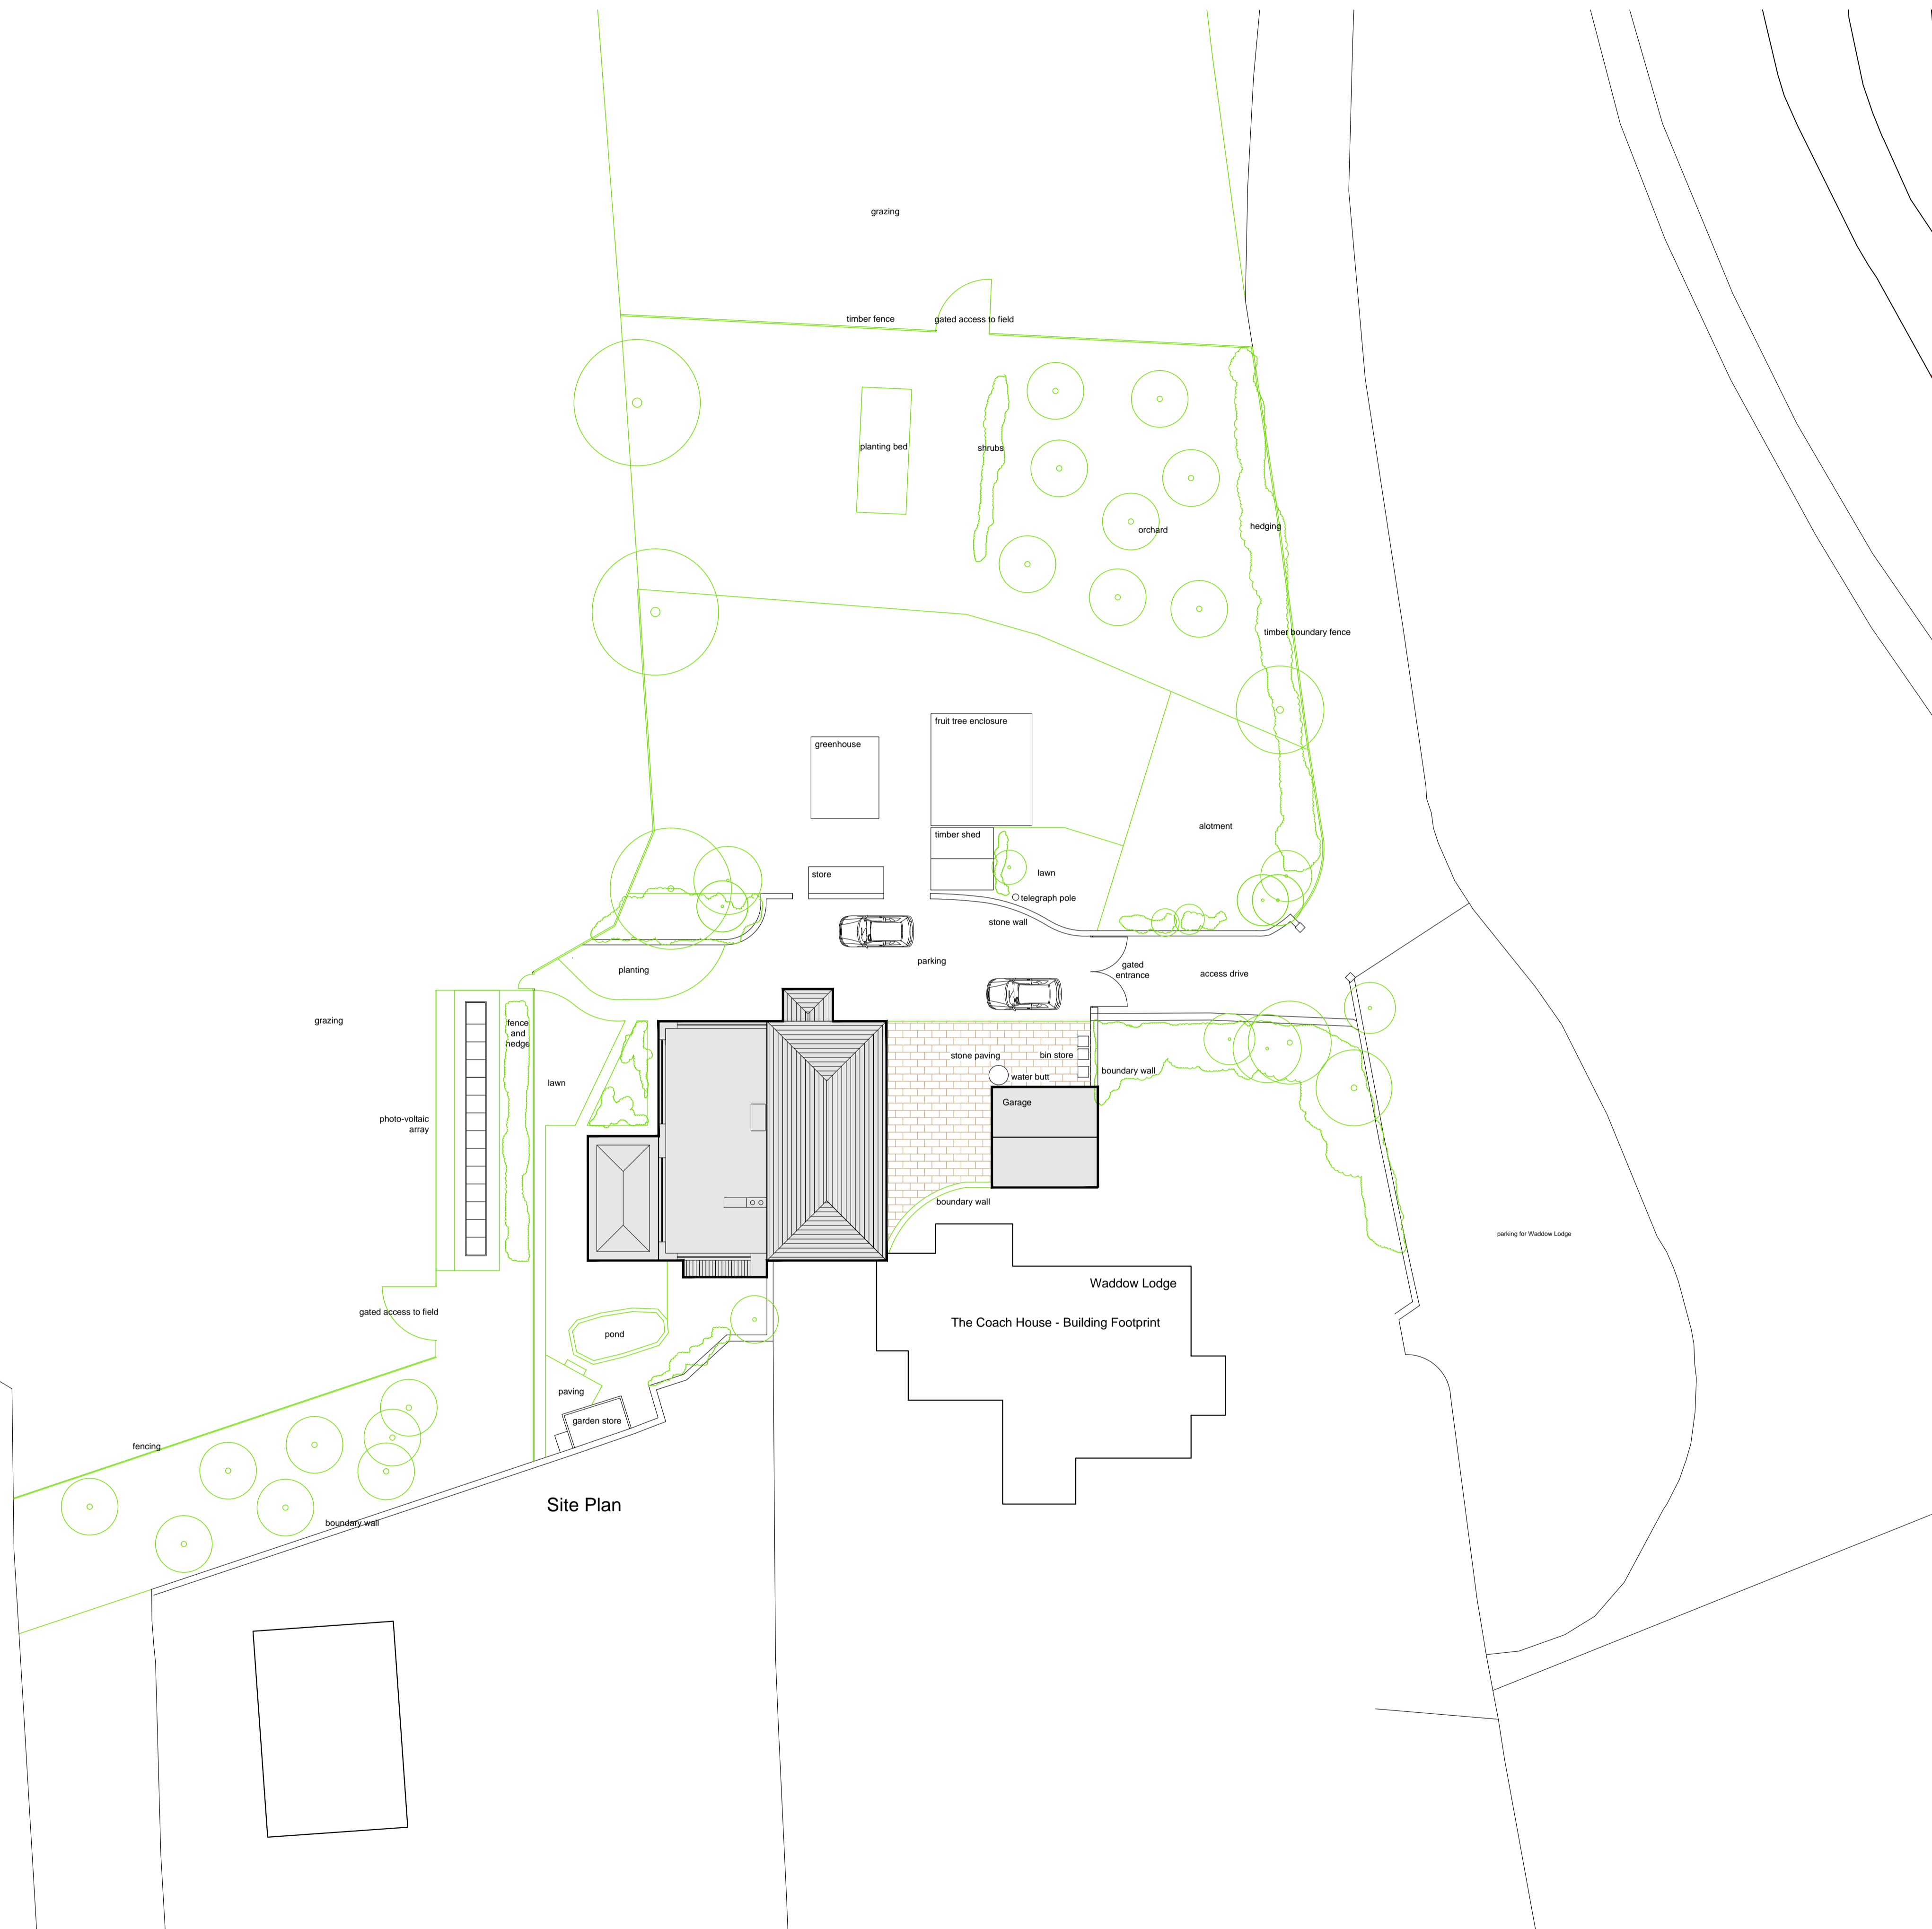 grazing
timber fence
gated access to field
planting bed
shrubs
orchard
hedging
timber boundary fence
fruit tree enclosure
greenhouse
alotment
timber shed
store
lawn
telegraph pole
stone wall
parking
gated
entrance
access drive
planting
grazing
fence
and
hedge
stone paving
bin store
boundary wall
water butt
lawn
Garage
photo-voltaic
array
boundary wall
parking for Waddow Lodge
Waddow Lodge
gated access to field
The Coach House - Building Footprint
pond
paving
garden store
fencing
Site Plan
boundary wall